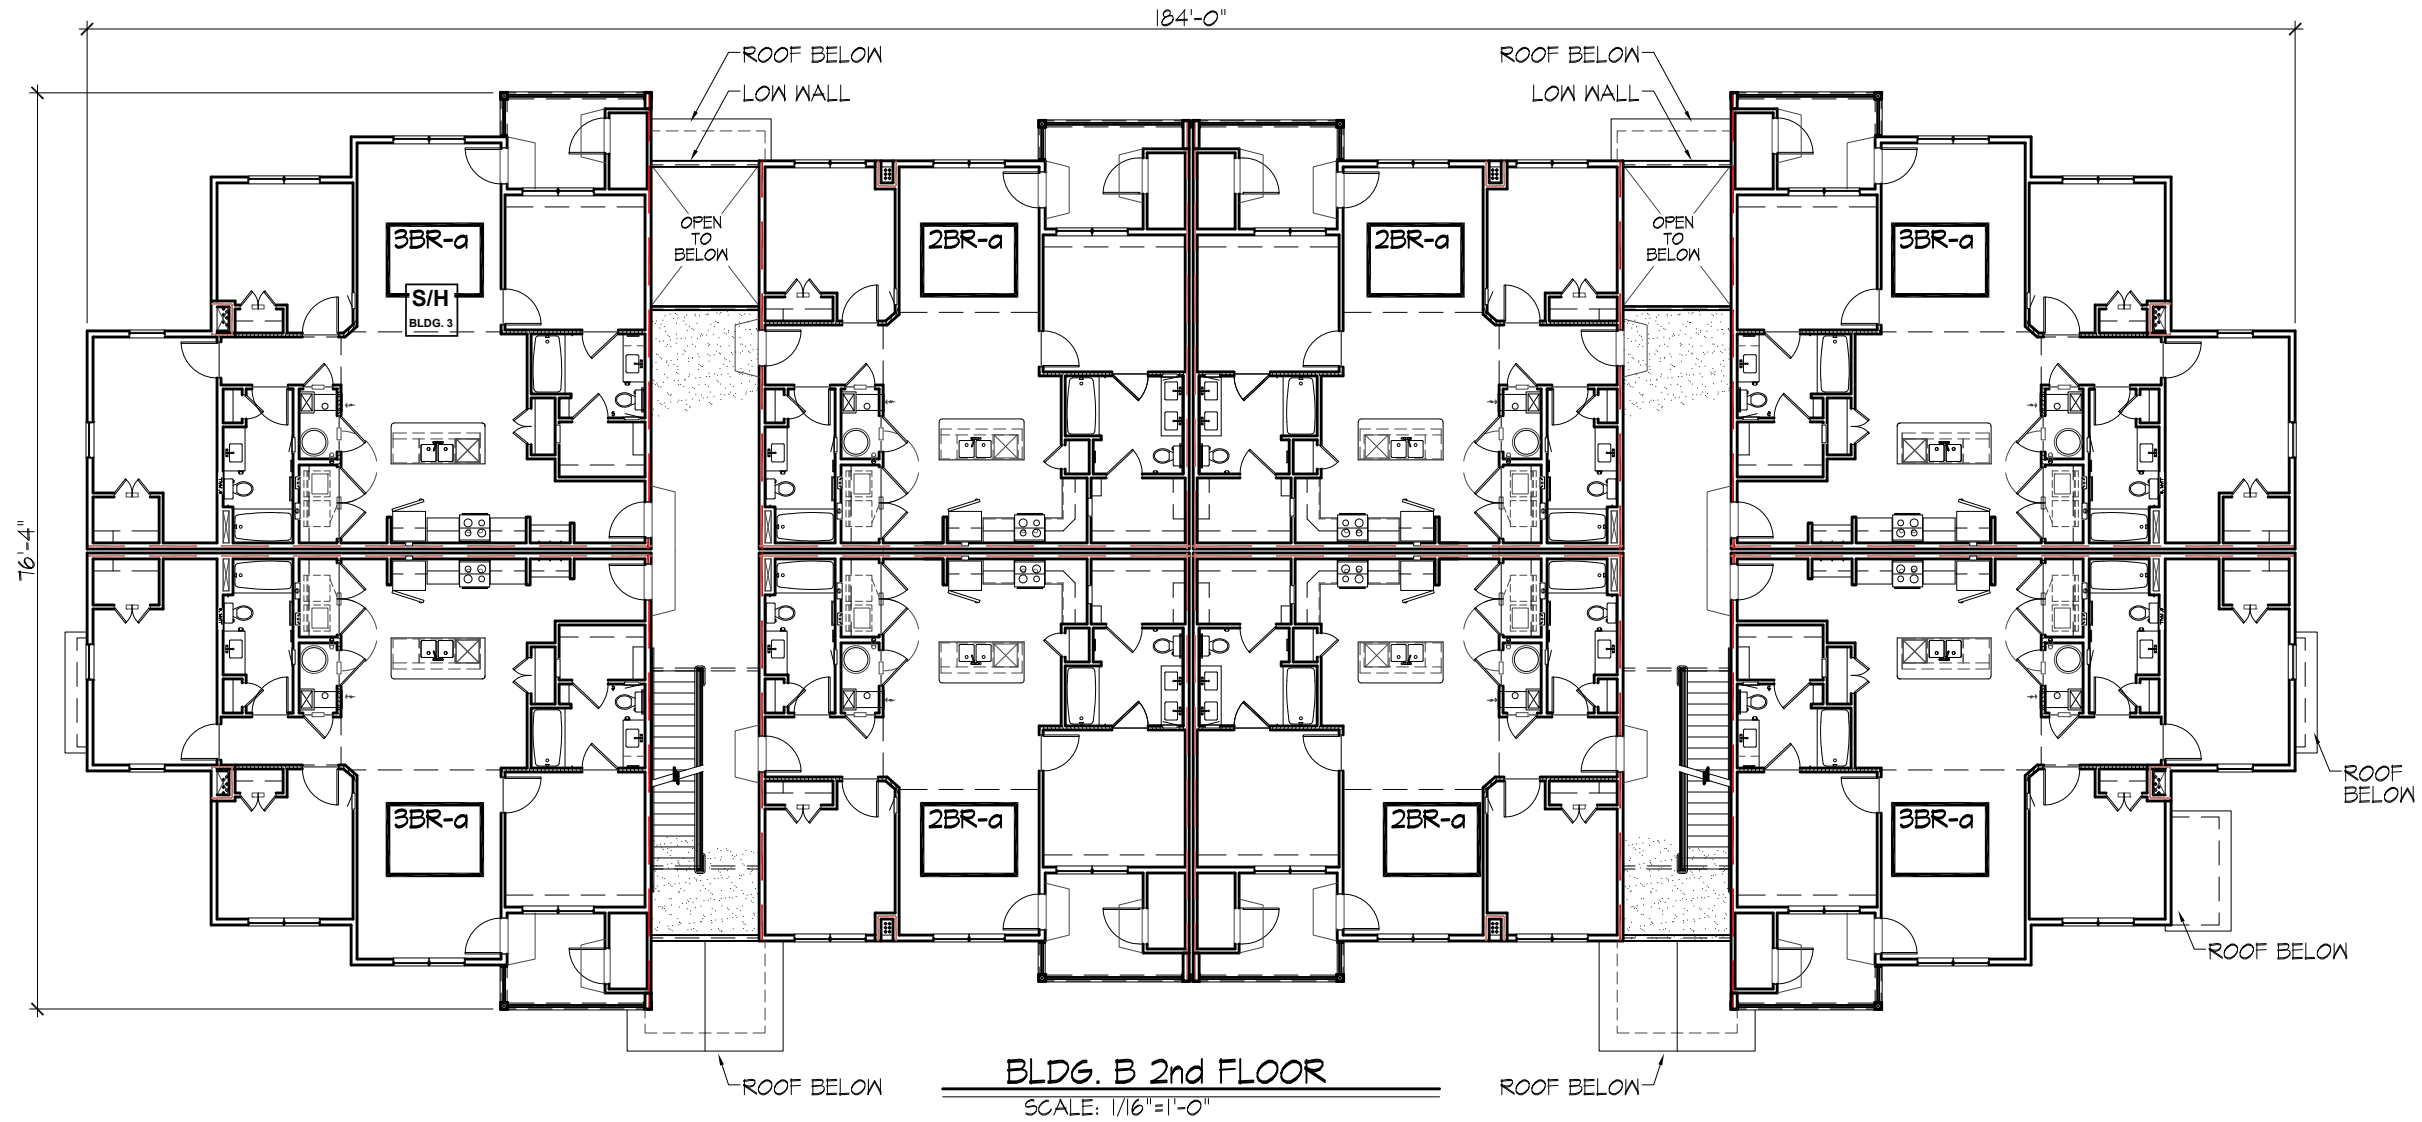 184'-0"
ROOF BELOW
ROOF BELOW
LOW WALL
LOW WALL
OPEN
TO
BELOW
OPEN
TO
BELOW
3BR-a
2BR-a
2BR-a
3BR-a
S/H
BLDG. 3
76'-4"
3BR-a
2BR-a
2BR-a
3BR-a
ROOF
BELOW
ROOF BELOW
ROOF BELOW
ROOF BELOW
BLDG. B 2nd FLOOR
SCALE: 1/16"=1'-0"